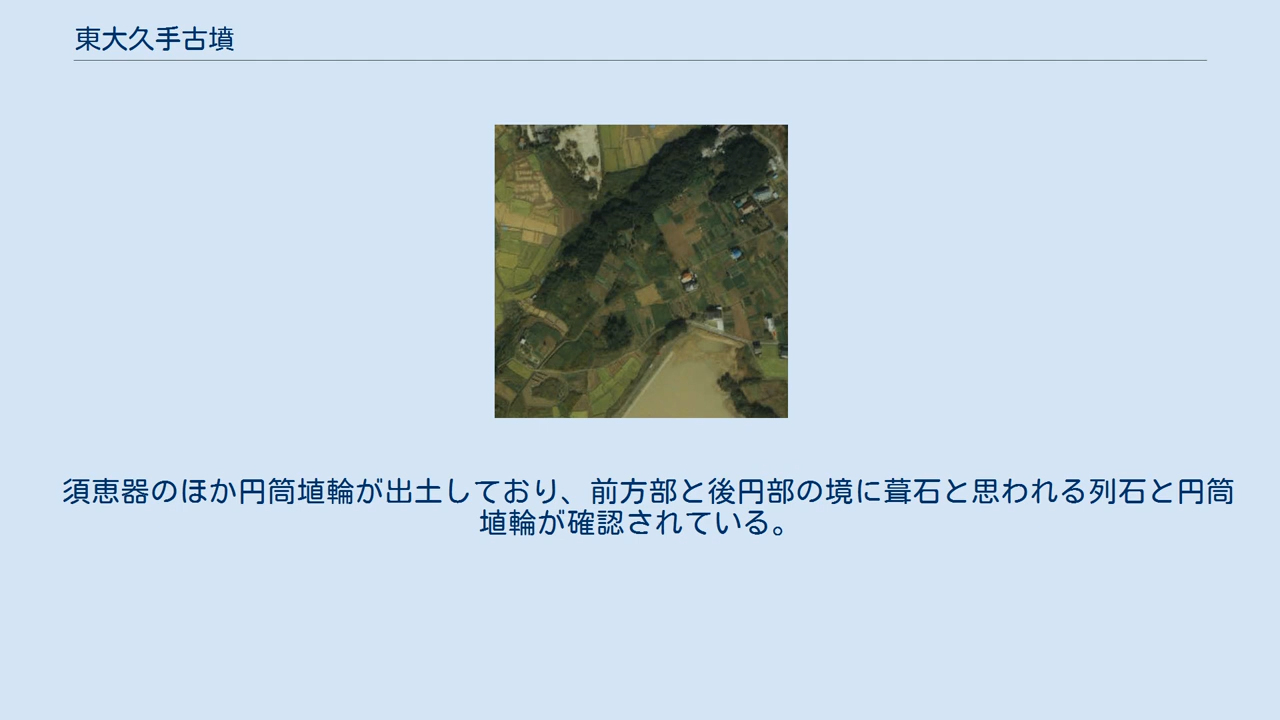 東大久手古墳
須恵器のほか円筒埴輪が出土しており、前方部と後円部の境に葺石と思われる列石と円筒
埴輪が確認されている。